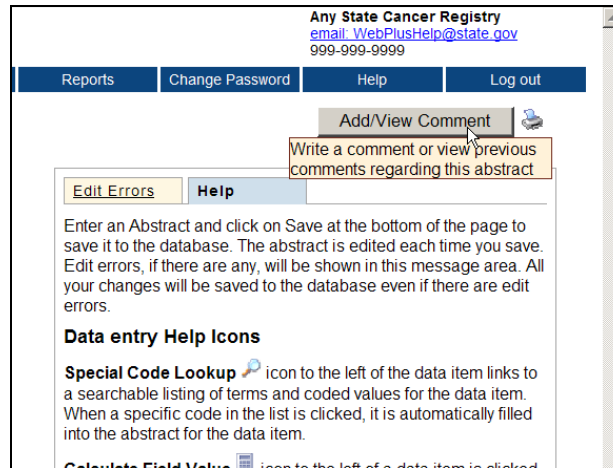 Any State Cancer Registry
email: WebPlusHelp@state.gov
999-999-9999
Reports Change Password Help Log out
Add/View Comment
Write a comment or view previous
comments regarding this abstract
Edit Errors Help
Enter an Abstract and click on Save at the bottom of the page to
save it to the database. The abstract is edited each time you save.
Edit errors, if there are any, will be shown in this message area. All
your changes will be saved to the database even if there are edit
errors.
Data entry Help Icons
Special Code Lookup icon to the left of the data item links to
a searchable listing of terms and coded values for the data item.
When a specific code in the list is clicked, it is automatically filled
into the abstract for the data item.
Calculate Field Value icon to the left of a data item is clicked